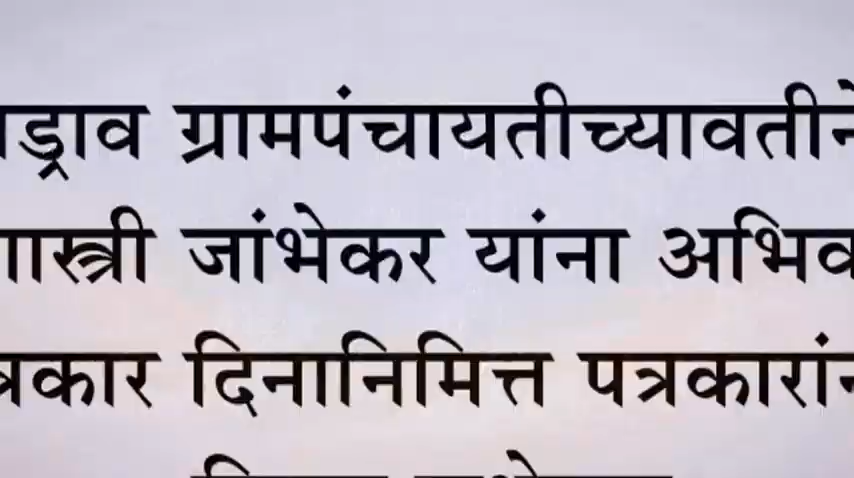 ड्राव ग्रामपंचायतीच्यावतीने
शास्त्री जांभेकर यांना अभिव
त्रकार दिनानिमित्त पत्रकारांन